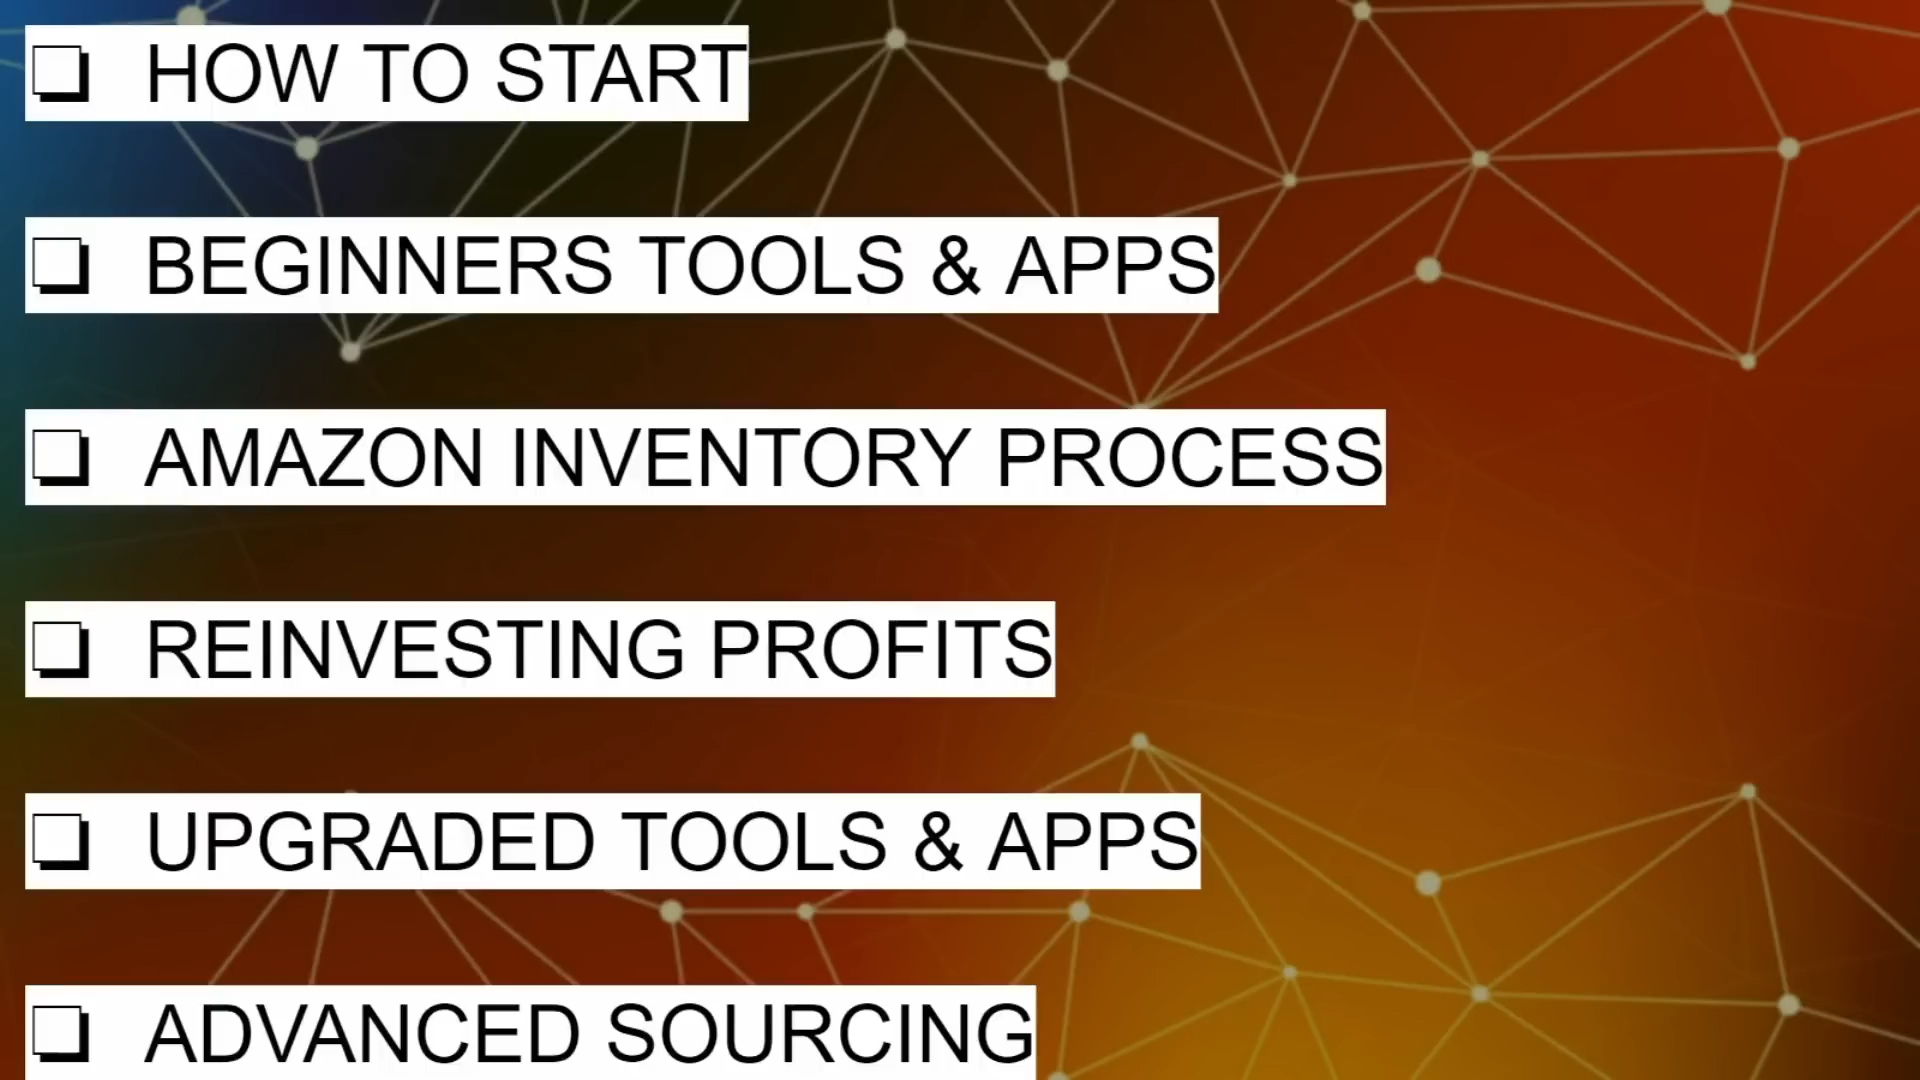 ❏ HOW TO START
❏ BEGINNERS TOOLS & APPS
❏ AMAZON INVENTORY PROCESS
❏ REINVESTING PROFITS
❏ UPGRADED TOOLS & APPS
❏ ADVANCED SOURCING